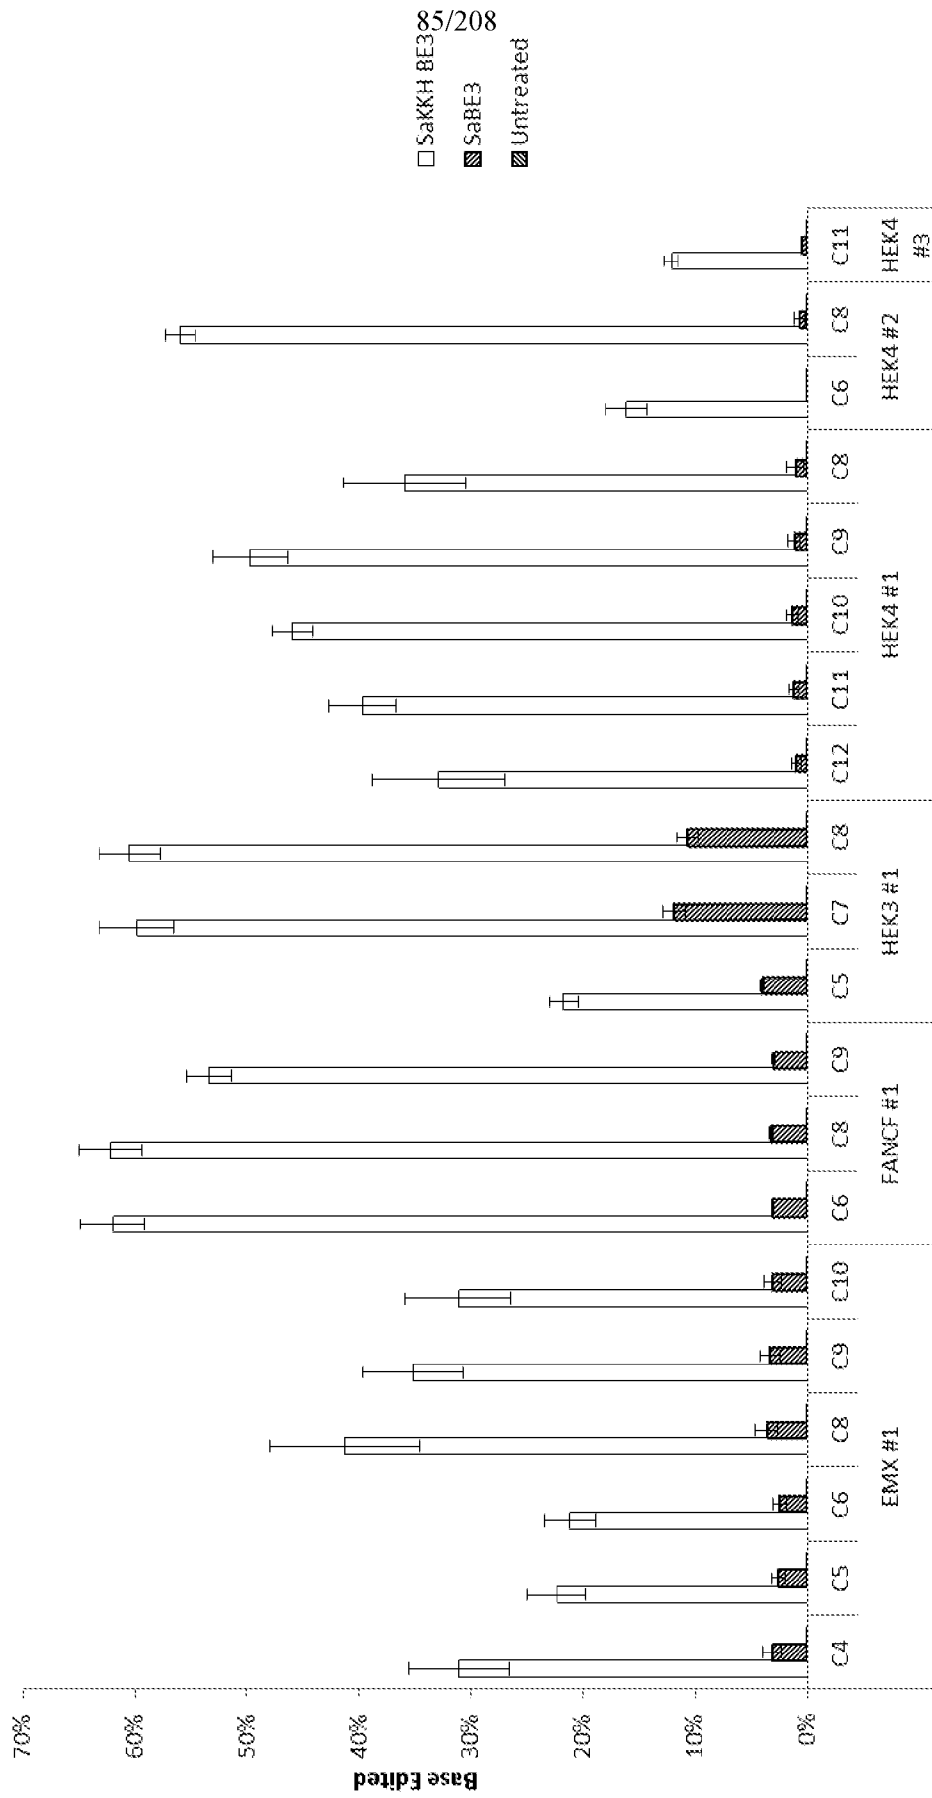 85/208
SaKKH BE3
SaBE3
Untreated
Base Edited
70%
60%
50%
40%
30%
20%
10%
0%
C4 C5 C6 C8 C9 C10 C6 C8 C9 C5 C7 C8 C12 C11 C10 C9 C8 C6 C8 C11
EMX #1 FANCF #1 HEK3 #1 HEK4 #1 HEK4 #2 HEK4
#3